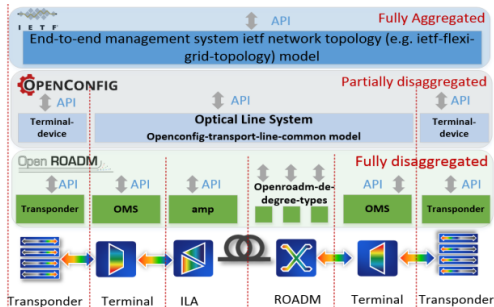 I E T F
API
Fully Aggregated
End-to-end management system ietf network topology (e.g. ietf-flexi-
grid-topology) model
OPENCONFIG
Partially disaggregated
API
API
API
Terminal-
device
Optical Line System
Openconfig-transport-line-common model
Terminal-
device
Open ROADM
Fully disaggregated
API
API
API
Openroadm-de-
degree-types
API
API
Transponder
OMS
amp
OMS
Transponder
Transponder
Terminal
ILA
ROADM
Terminal
Transponder